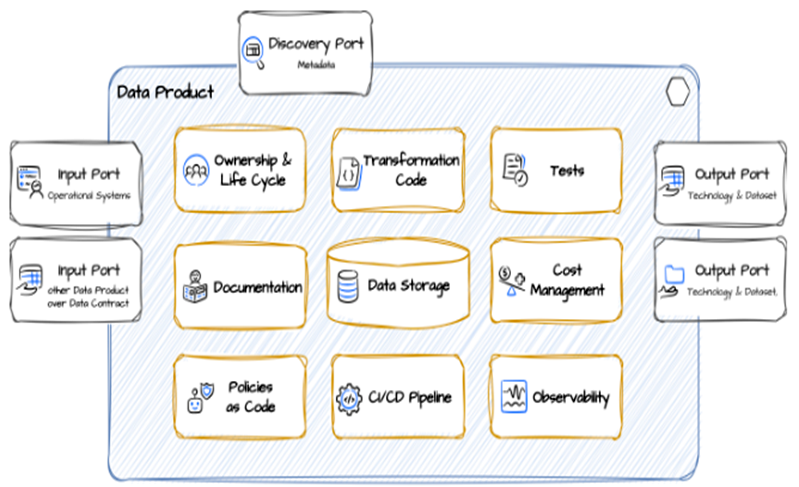 Discovery Port
Metadata
Data Product
Input Port
Operational Systems
Ownership &
Life Cycle
Transformation
Code
Tests
Output Port
Technology & Dataset
Input Port
other Data Product
over Data Contract
Documentation
Data Storage
Cost
Management
Output Port
Technology & Dataset,
Policies
as Code
CI/CD Pipeline
Observability